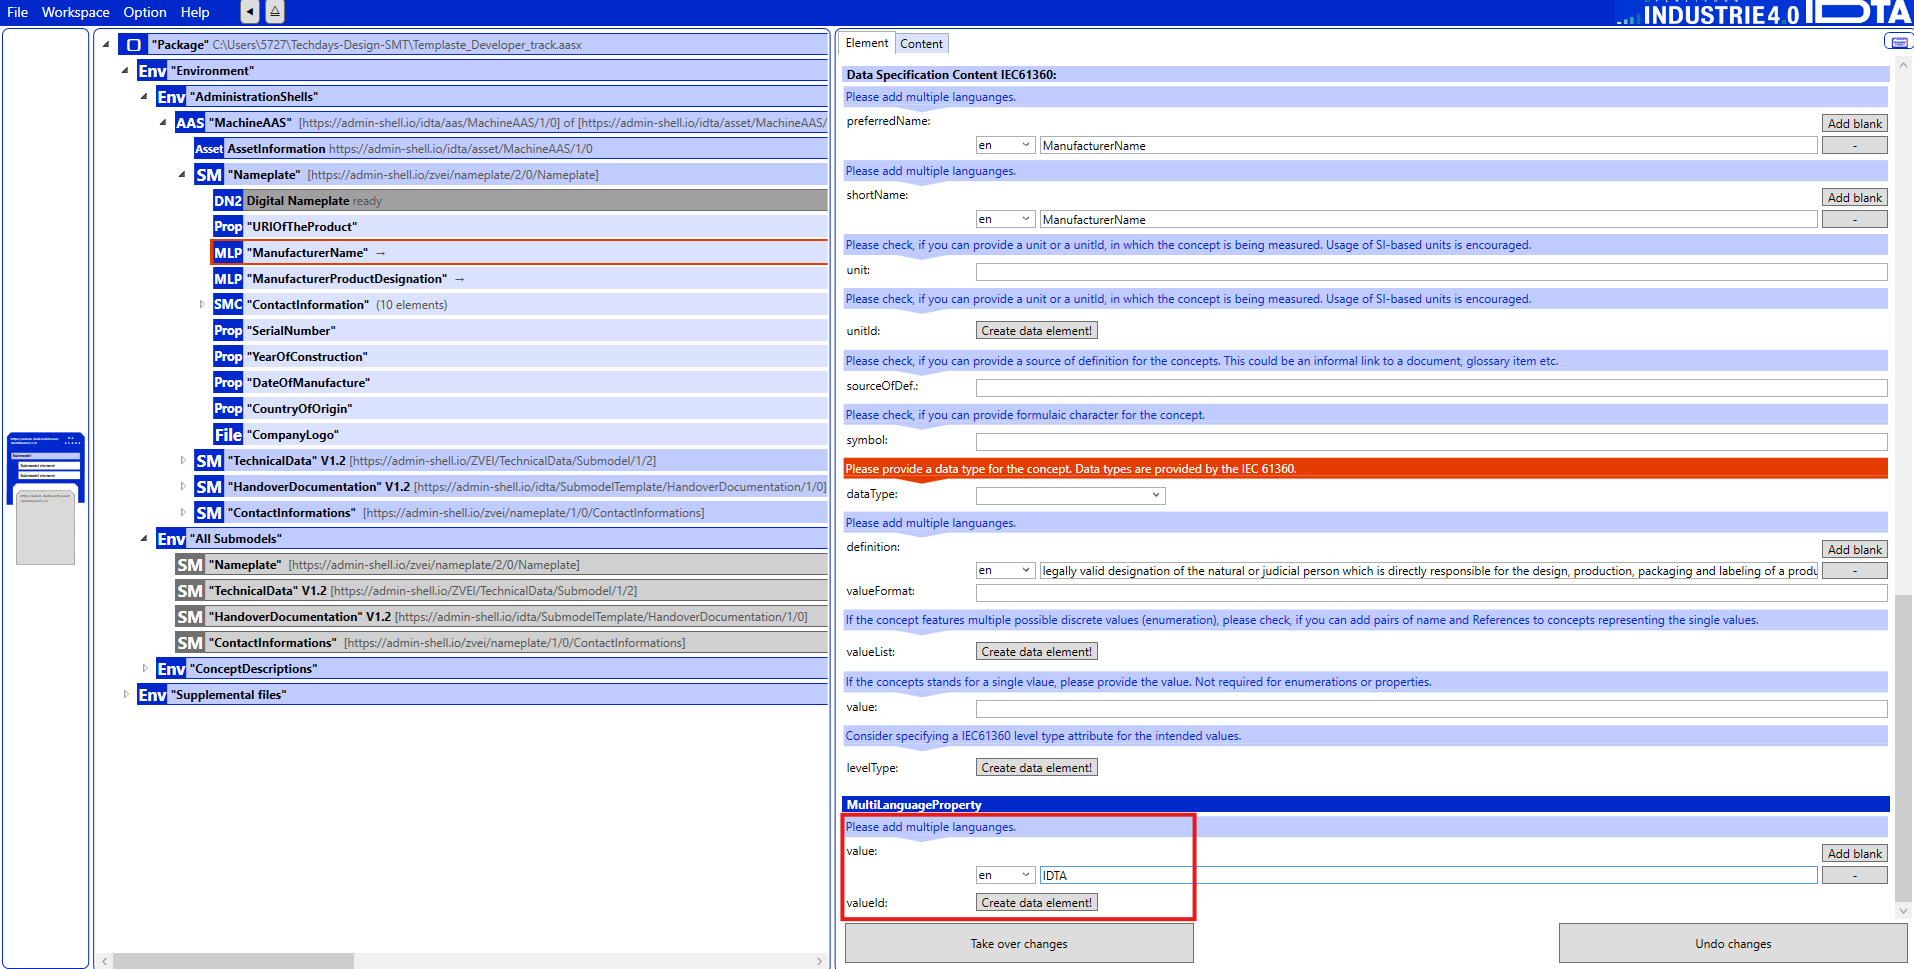 File Workspace Option Help
INDUSTRIE4.0 IDTA
"Package" C:\Users\5727\Techdays-Design-SMT\Templaste_Developer_track.aasx
Env "Environment"
Env "AdministrationShells"
AAS "MachineAAS" [https://admin-shell.io/idta/aas/MachineAAS/1/0] of [https://admin-shell.io/idta/asset/MachineAAS/
Asset AssetInformation https://admin-shell.io/idta/asset/MachineAAS/1/0
SM "Nameplate" [https://admin-shell.io/zvei/nameplate/2/0/Nameplate]
DN2 Digital Nameplate ready
Prop "URIOfTheProduct"
MLP "ManufacturerName" →
MLP "ManufacturerProductDesignation" →
SMC "ContactInformation" (10 elements)
Prop "SerialNumber"
Prop "YearOfConstruction"
Prop "DateOfManufacture"
Prop "CountryOfOrigin"
File "CompanyLogo"
SM "TechnicalData" V1.2 [https://admin-shell.io/ZVEI/TechnicalData/Submodel/1/2]
SM "HandoverDocumentation" V1.2 [https://admin-shell.io/idta/SubmodelTemplate/HandoverDocumentation/1/0]
SM "ContactInformations" [https://admin-shell.io/zvei/nameplate/1/0/ContactInformations]
Env "All Submodels"
SM "Nameplate" [https://admin-shell.io/zvei/nameplate/2/0/Nameplate]
SM "TechnicalData" V1.2 [https://admin-shell.io/ZVEI/TechnicalData/Submodel/1/2]
SM "HandoverDocumentation" V1.2 [https://admin-shell.io/idta/SubmodelTemplate/HandoverDocumentation/1/0]
SM "ContactInformations" [https://admin-shell.io/zvei/nameplate/1/0/ContactInformations]
Env "ConceptDescriptions"
Env "Supplemental files"
Submodel
Submodel element
Submodel element
Element Content
Data Specification Content IEC61360:
Please add multiple languanges.
preferredName:
Add blank
en ManufacturerName -
Please add multiple languanges.
shortName:
Add blank
en ManufacturerName -
Please check, if you can provide a unit or a unitId, in which the concept is being measured. Usage of SI-based units is encouraged.
unit:
Please check, if you can provide a unit or a unitId, in which the concept is being measured. Usage of SI-based units is encouraged.
unitId: Create data element!
Please check, if you can provide a source of definition for the concepts. This could be an informal link to a document, glossary item etc.
sourceOfDef.:
Please check, if you can provide formulaic character for the concept.
symbol:
Please provide a data type for the concept. Data types are provided by the IEC 61360.
dataType:
Please add multiple languanges.
definition:
Add blank
en legally valid designation of the natural or judicial person which is directly responsible for the design, production, packaging and labeling of a produ -
valueFormat:
If the concept features multiple possible discrete values (enumeration), please check, if you can add pairs of name and References to concepts representing the single values.
valueList: Create data element!
If the concepts stands for a single vlaue, please provide the value. Not required for enumerations or properties.
value:
Consider specifying a IEC61360 level type attribute for the intended values.
levelType: Create data element!
MultiLanguageProperty
Please add multiple languanges.
value:
Add blank
en IDTA -
valueId: Create data element!
Take over changes Undo changes